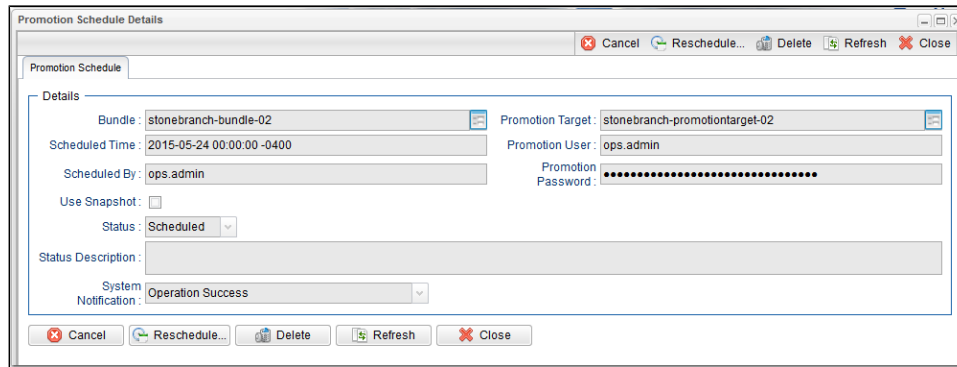 Promotion Schedule Details
Cancel Reschedule... Delete Refresh Close
Promotion Schedule
Details
Bundle : stonebranch-bundle-02 Promotion Target : stonebranch-promotiontarget-02
Scheduled Time : 2015-05-24 00:00:00 -0400 Promotion User : ops.admin
Scheduled By : ops.admin Promotion Password : ••••••••••••••••••••••••••••••••
Use Snapshot :
Status : Scheduled
Status Description :
System Notification : Operation Success
Cancel Reschedule... Delete Refresh Close